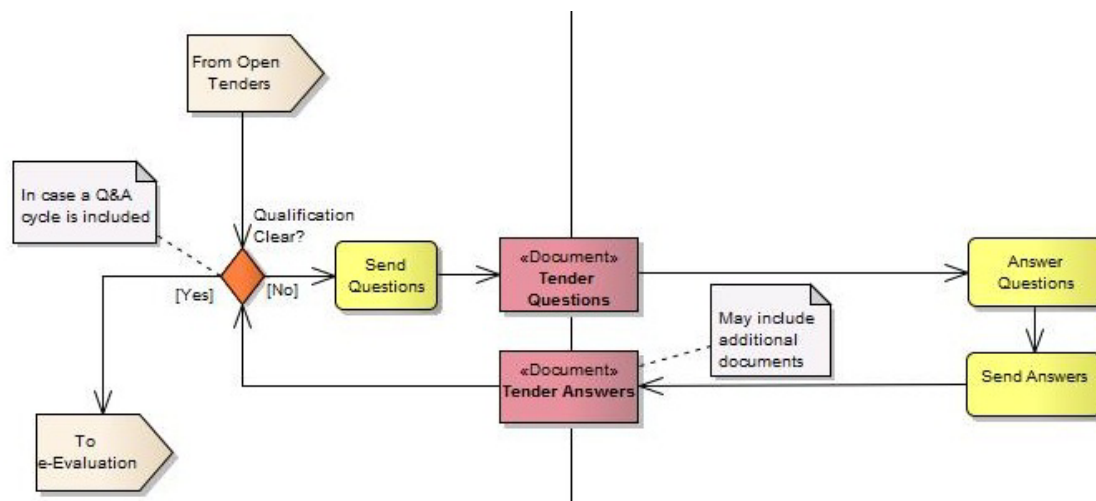 From Open
Tenders
In case a Q&A
cycle is included
Qualification
Clear?
[Yes]
[No]
Send
Questions
«Document»
Tender
Questions
Answer
Questions
May include
additional
documents
«Document»
Tender Answers
Send Answers
To
e-Evaluation